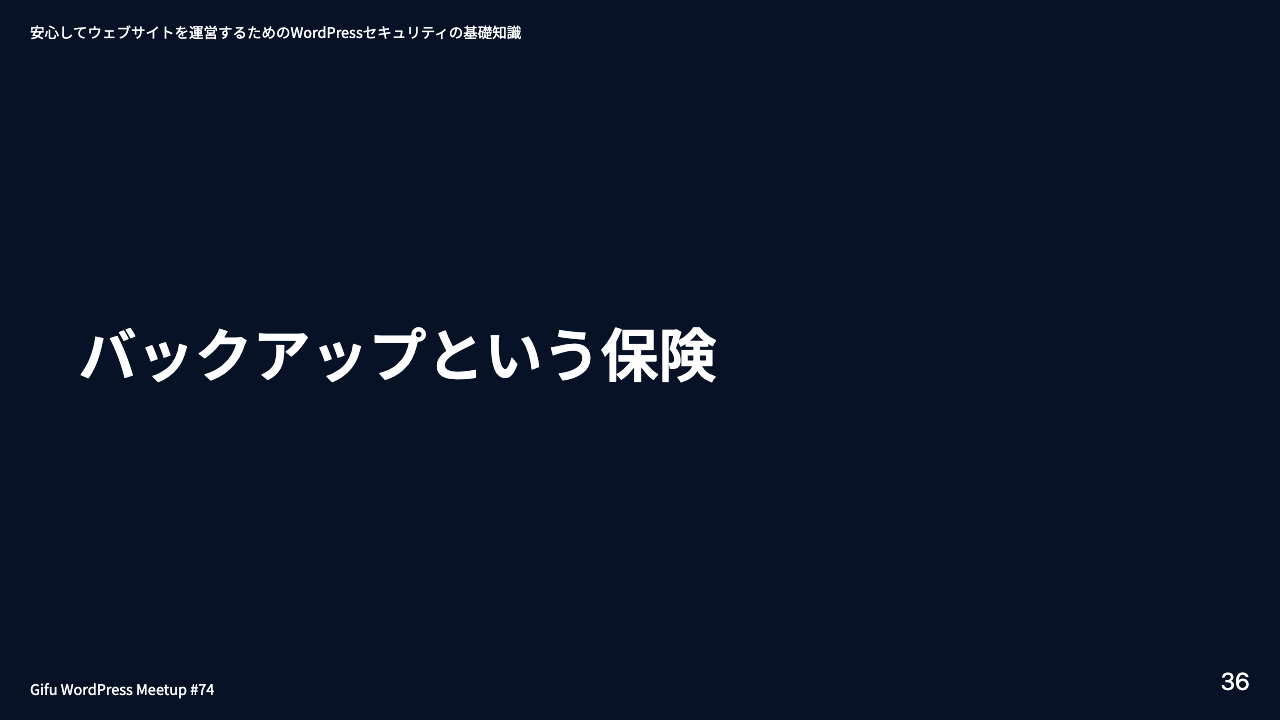 安心してウェブサイトを運営するためのWordPressセキュリティの基礎知識
バックアップという保険
Gifu WordPress Meetup #74
36